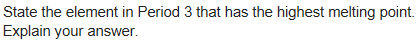 State the element in Period 3 that has the highest melting point.
Explain your answer.